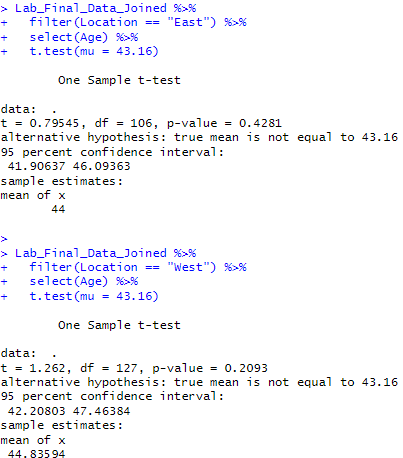 > Lab_Final_Data_Joined %>%
+   filter(Location == "East") %>%
+   select(Age) %>%
+   t.test(mu = 43.16)
One Sample t-test
data:  .
t = 0.79545, df = 106, p-value = 0.4281
alternative hypothesis: true mean is not equal to 43.16
95 percent confidence interval:
 41.90637 46.09363
sample estimates:
mean of x
       44
>
> Lab_Final_Data_Joined %>%
+   filter(Location == "West") %>%
+   select(Age) %>%
+   t.test(mu = 43.16)
One Sample t-test
data:  .
t = 1.262, df = 127, p-value = 0.2093
alternative hypothesis: true mean is not equal to 43.16
95 percent confidence interval:
 42.20803 47.46384
sample estimates:
mean of x
 44.83594